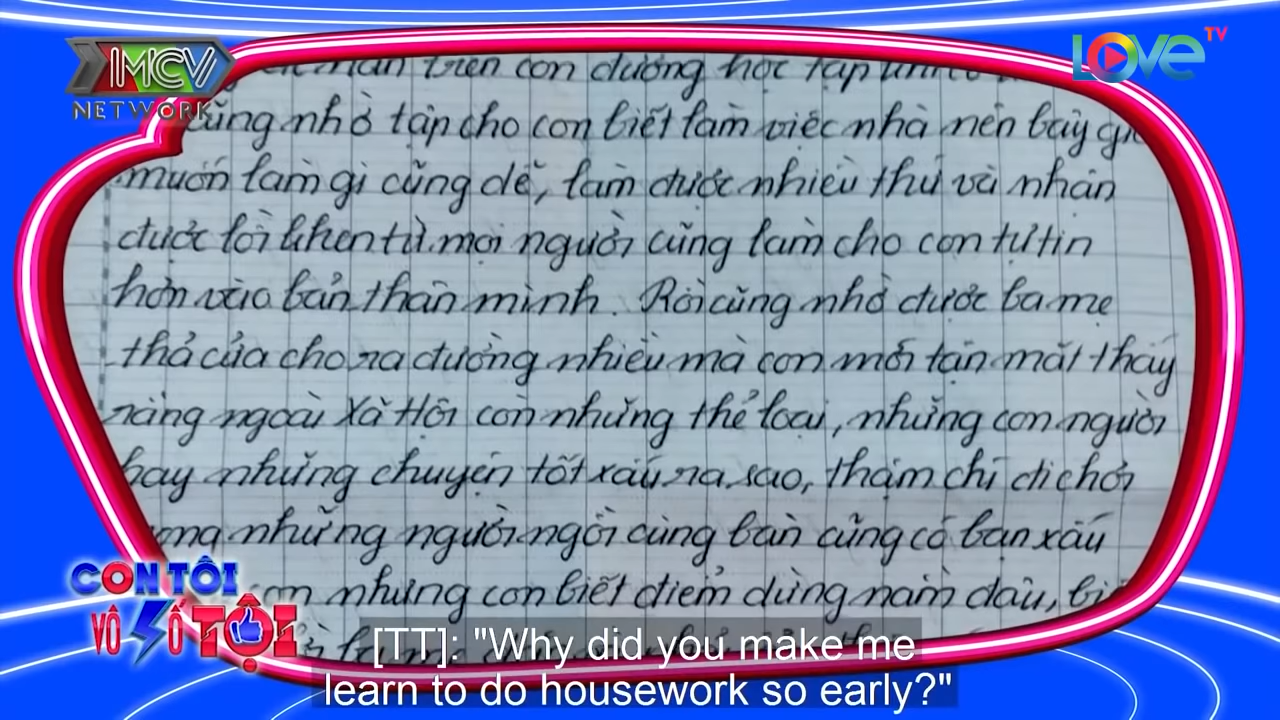 MCV
NETWORK
LOVE TV
trên con đường học tập
cũng nhờ tập cho con biết làm việc nhà nên bây giờ
muốn làm gì cũng dễ, làm được nhiều thứ và nhận
được lời khen từ mọi người cũng làm cho con tự tin
hơn vào bản thân mình. Rồi cũng nhờ được ba mẹ
thả cửa cho ra đường nhiều mà con mới tận mắt thấy
rằng ngoài Xã Hội còn những thể loại, những con người
hay những chuyện tốt xấu ra sao, thậm chí đi chơi
những người ngồi cùng bàn cũng có bạn xấu
nhưng con biết điểm dừng nằm đâu,
CON TÔI
VÔ SỐ TỘI
[TT]: "Why did you make me
learn to do housework so early?"